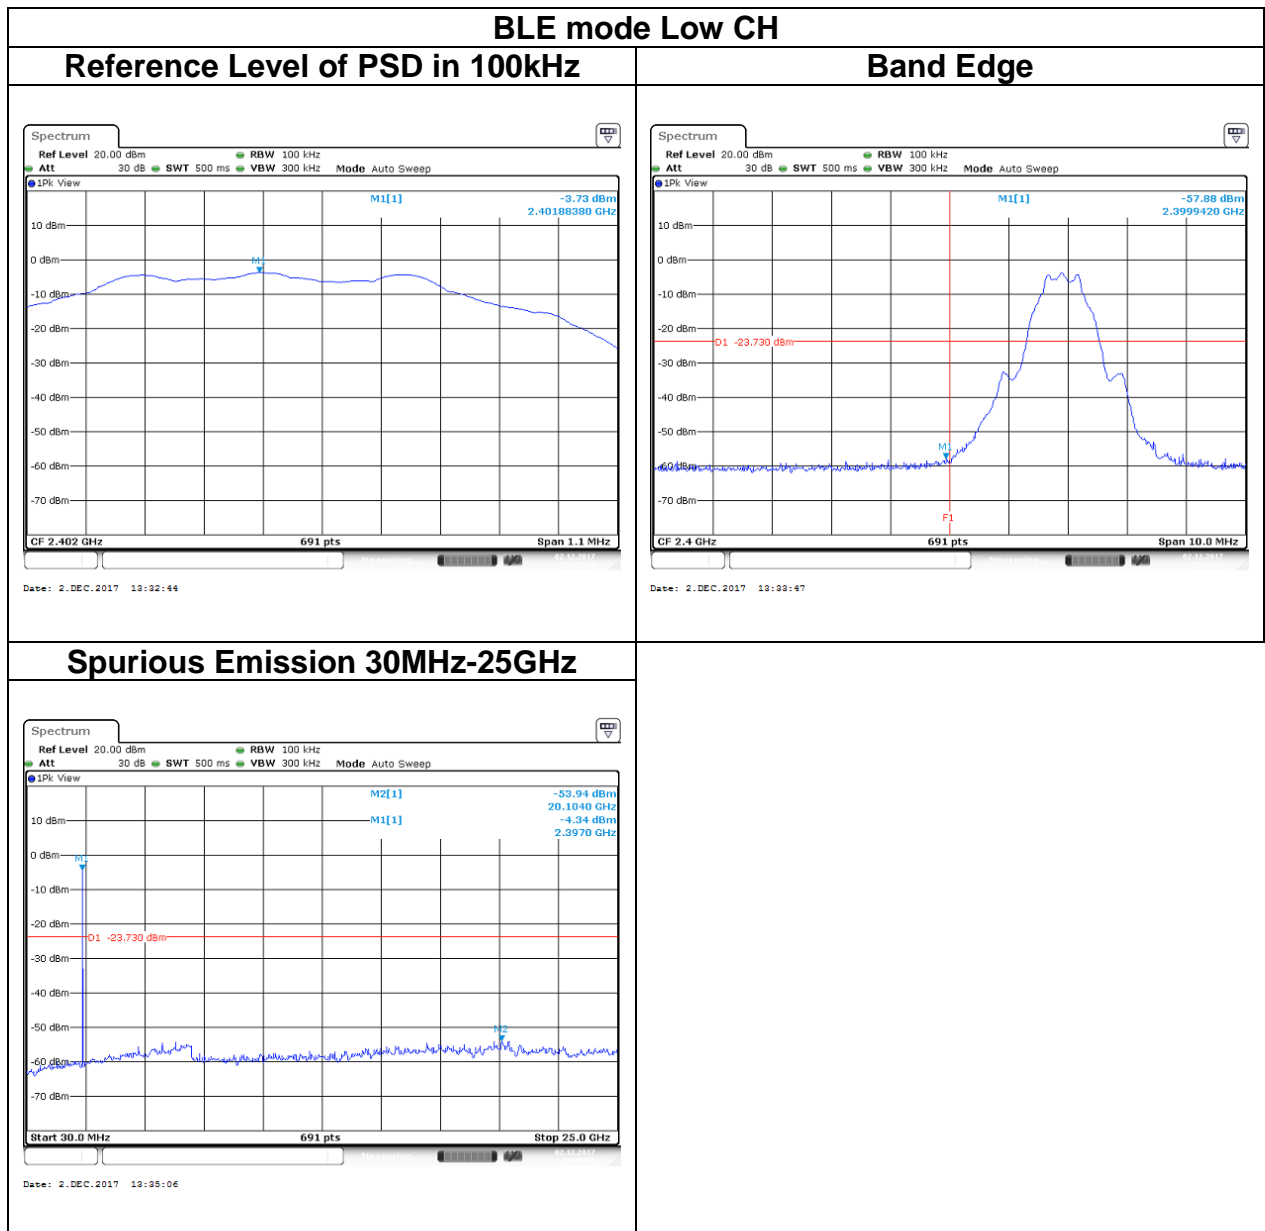 BLE mode Low CH
Reference Level of PSD in 100kHz
Band Edge
Spectrum
Ref Level 20.00 dBm RBW 100 kHz
Att 30 dB SWT 500 ms VBW 300 kHz Mode Auto Sweep
1Pk View
M1[1] -3.73 dBm
2.40188380 GHz
10 dBm
0 dBm
-10 dBm
-20 dBm
-30 dBm
-40 dBm
-50 dBm
-60 dBm
-70 dBm
CF 2.402 GHz 691 pts Span 1.1 MHz
Date: 2.DEC.2017 13:32:44
Spectrum
Ref Level 20.00 dBm RBW 100 kHz
Att 30 dB SWT 500 ms VBW 300 kHz Mode Auto Sweep
1Pk View
M1[1] -57.88 dBm
2.3999420 GHz
10 dBm
0 dBm
-10 dBm
-20 dBm
D1 -23.730 dBm
-30 dBm
-40 dBm
-50 dBm
M1
-60 dBm
-70 dBm
F1
CF 2.4 GHz 691 pts Span 10.0 MHz
Date: 2.DEC.2017 13:33:47
Spurious Emission 30MHz-25GHz
Spectrum
Ref Level 20.00 dBm RBW 100 kHz
Att 30 dB SWT 500 ms VBW 300 kHz Mode Auto Sweep
1Pk View
M2[1] -53.94 dBm
20.1040 GHz
10 dBm M1[1] -4.34 dBm
2.3970 GHz
0 dBm
M1
-10 dBm
-20 dBm
D1 -23.730 dBm
-30 dBm
-40 dBm
-50 dBm
M2
-60 dBm
-70 dBm
Start 30.0 MHz 691 pts Stop 25.0 GHz
Date: 2.DEC.2017 13:35:06